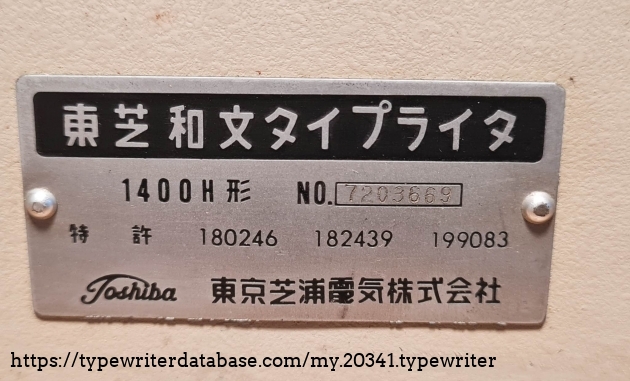 東芝和文タイプライタ
1400H形 NO. 7203669
特許 180246 182439 199083
Toshiba 東京芝浦電気株式会社
https://typewriterdatabase.com/my.20341.typewriter